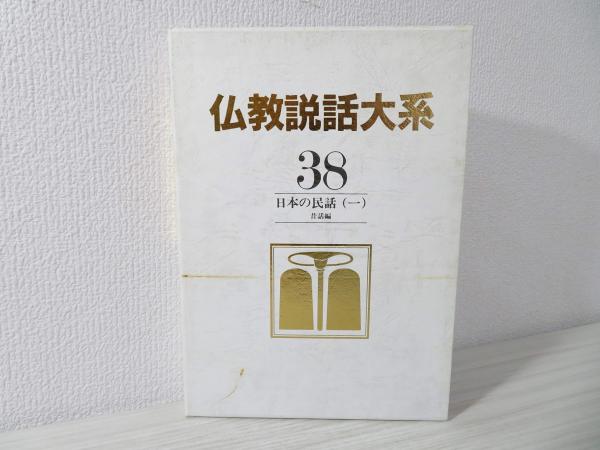 仏教説話大系
38
日本の民話（一）
昔話編